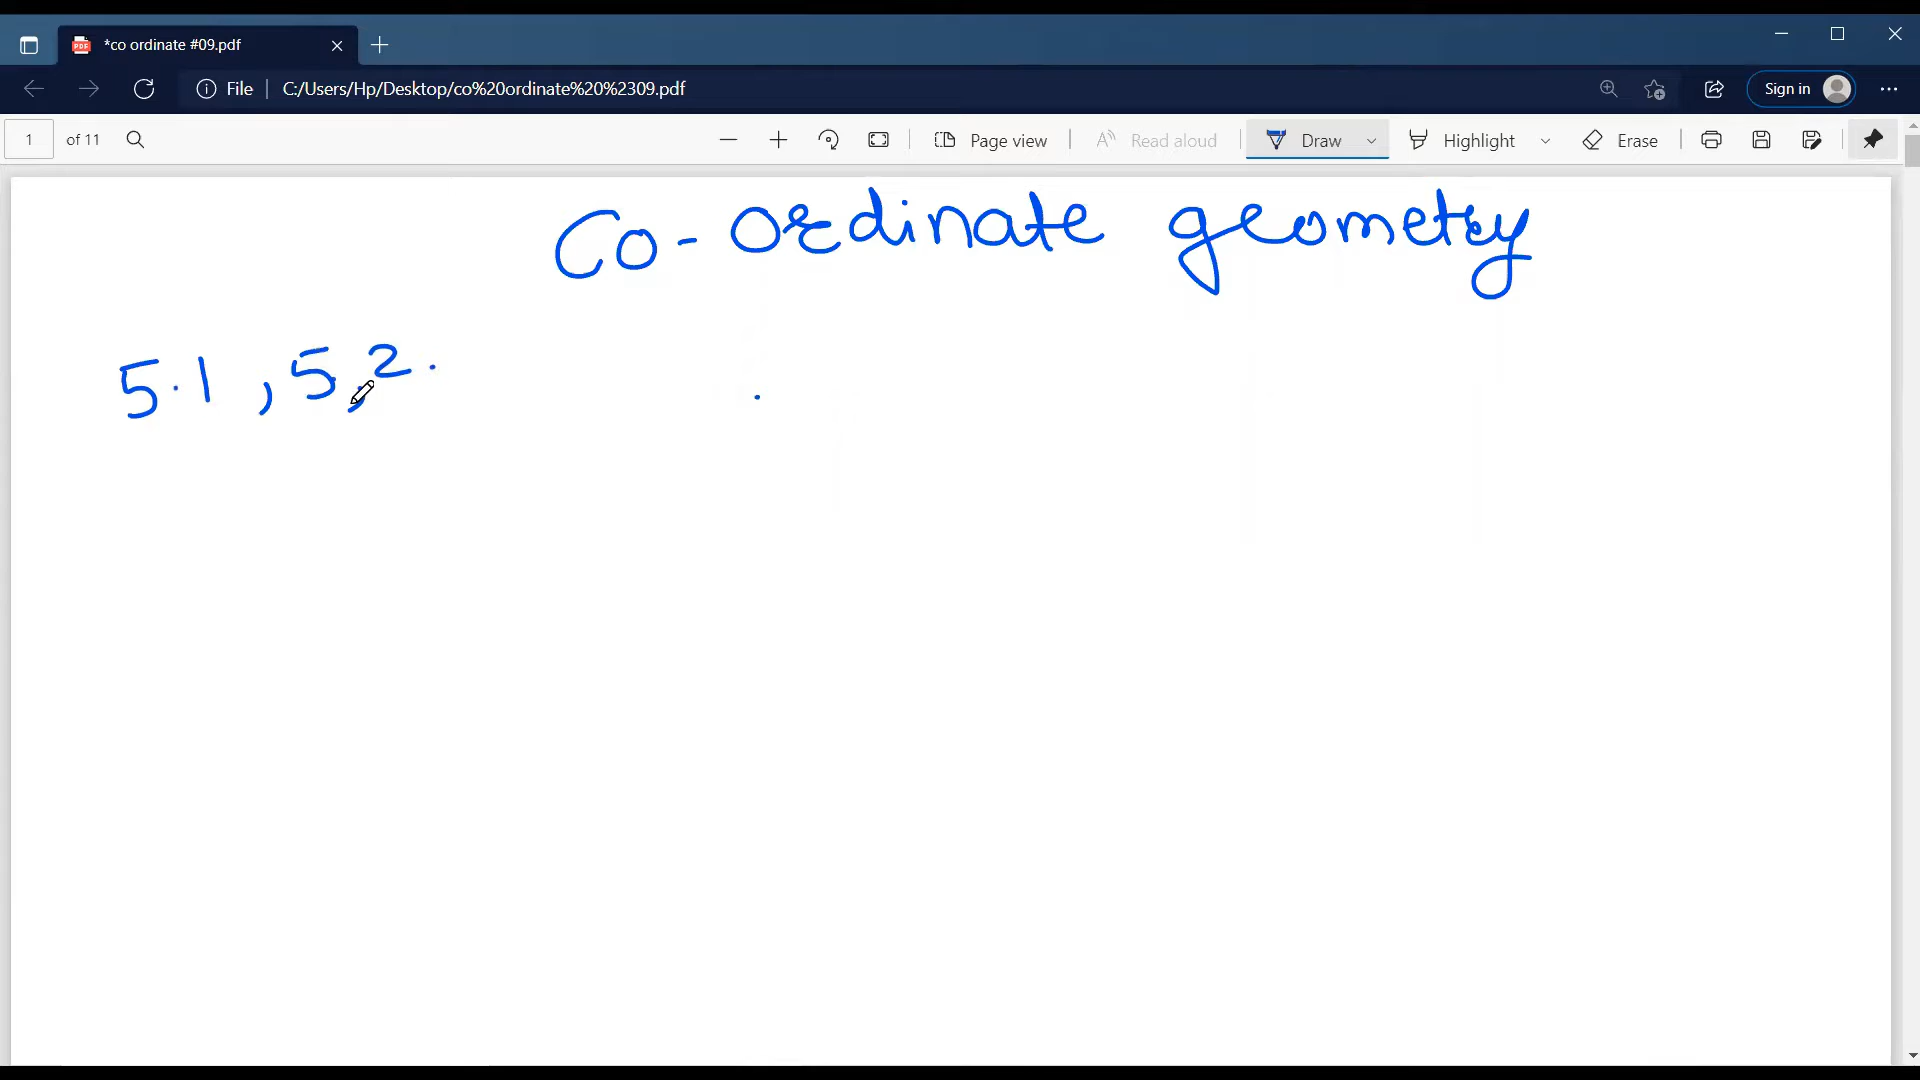 *co ordinate #09.pdf
File | C:/Users/Hp/Desktop/co%20ordinate%20%2309.pdf
Sign in
1 of 11
Page view
Read aloud
Draw
Highlight
Erase
Co-ordinate geometry
5.1 , 5.2.